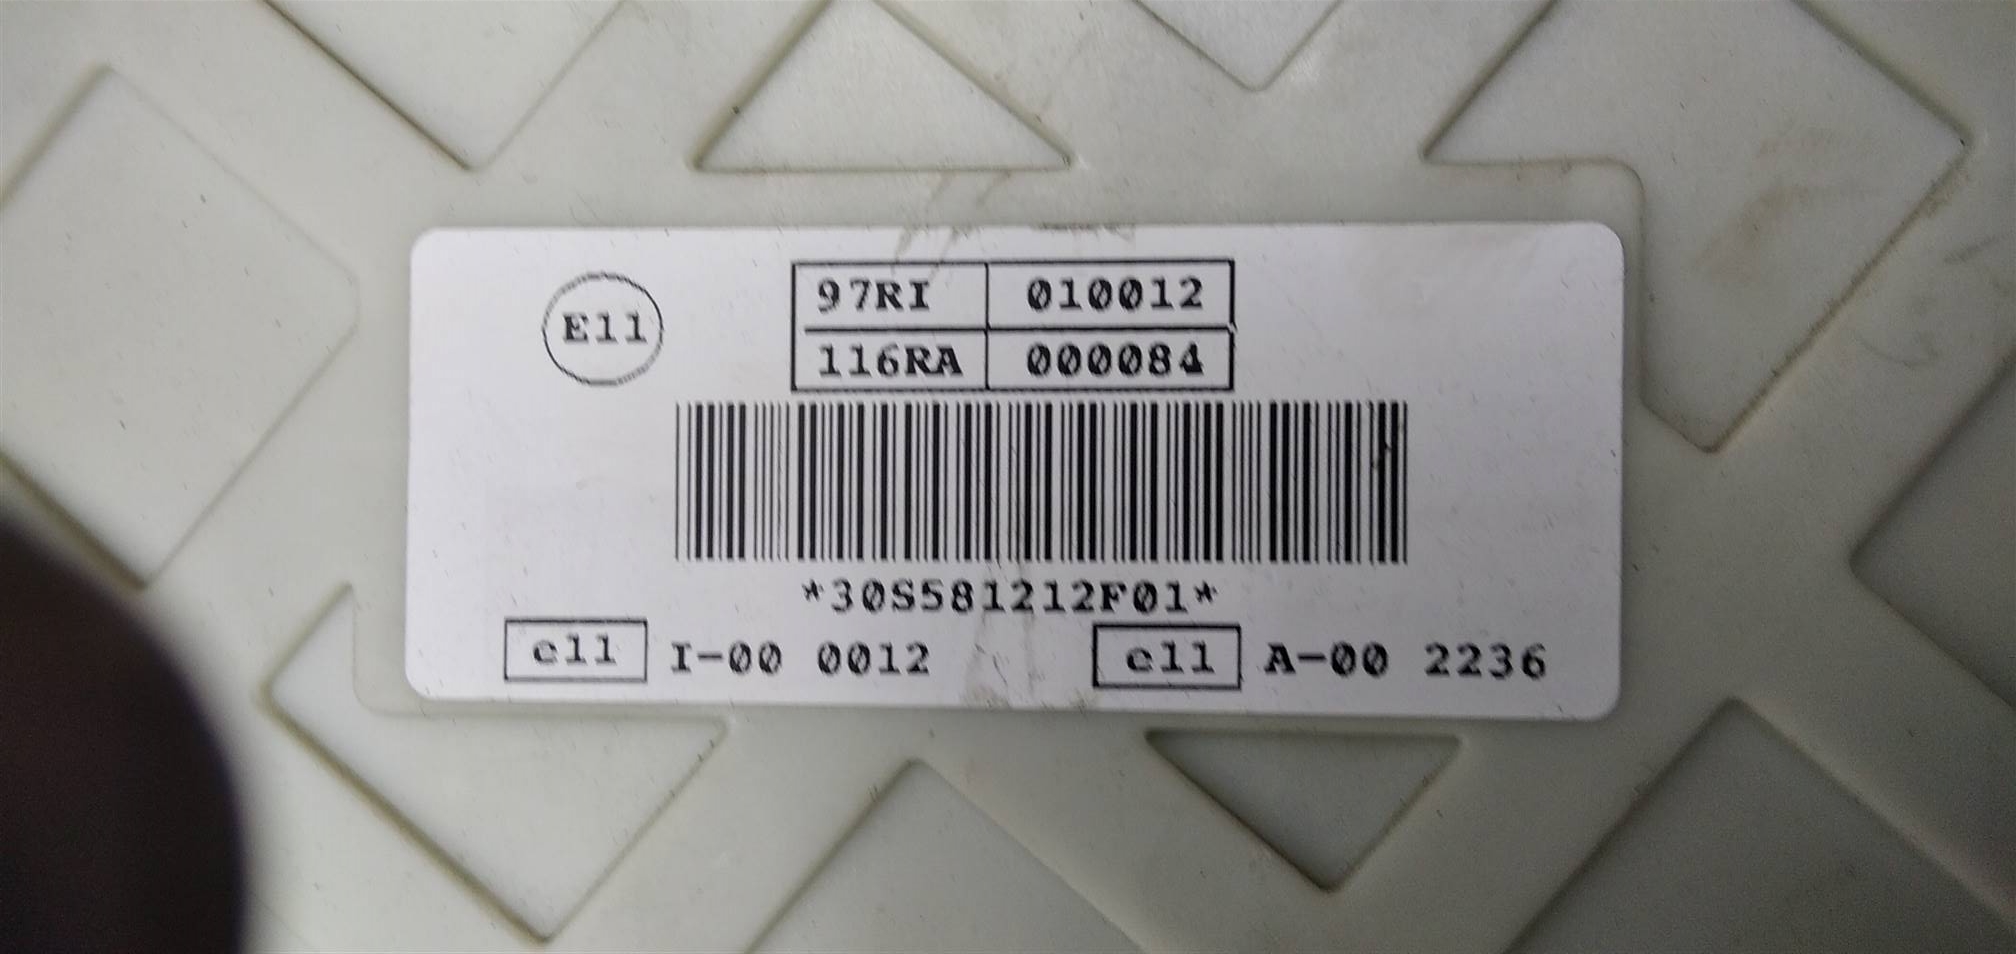 E11
97RI 010012
116RA 000084
*30S581212F01*
e11 I-00 0012 e11 A-00 2236